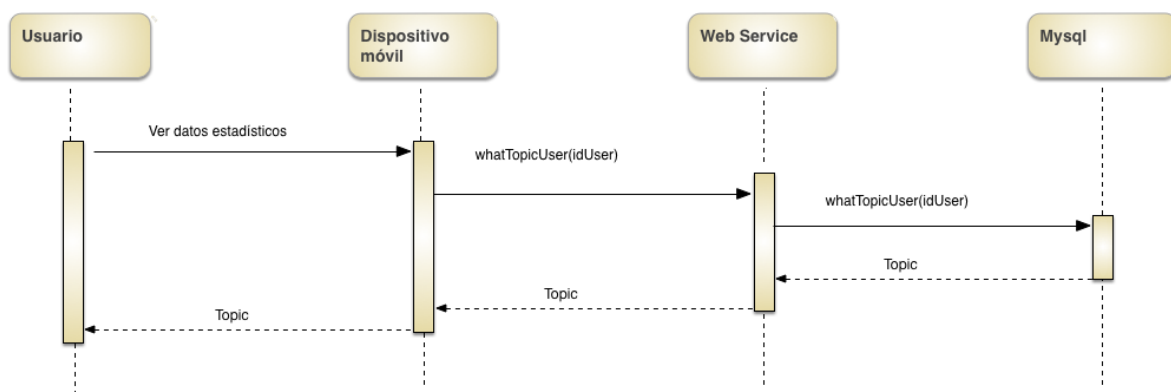 Usuario
Dispositivo
móvil
Web Service
Mysql
Ver datos estadísticos
whatTopicUser(idUser)
whatTopicUser(idUser)
Topic
Topic
Topic